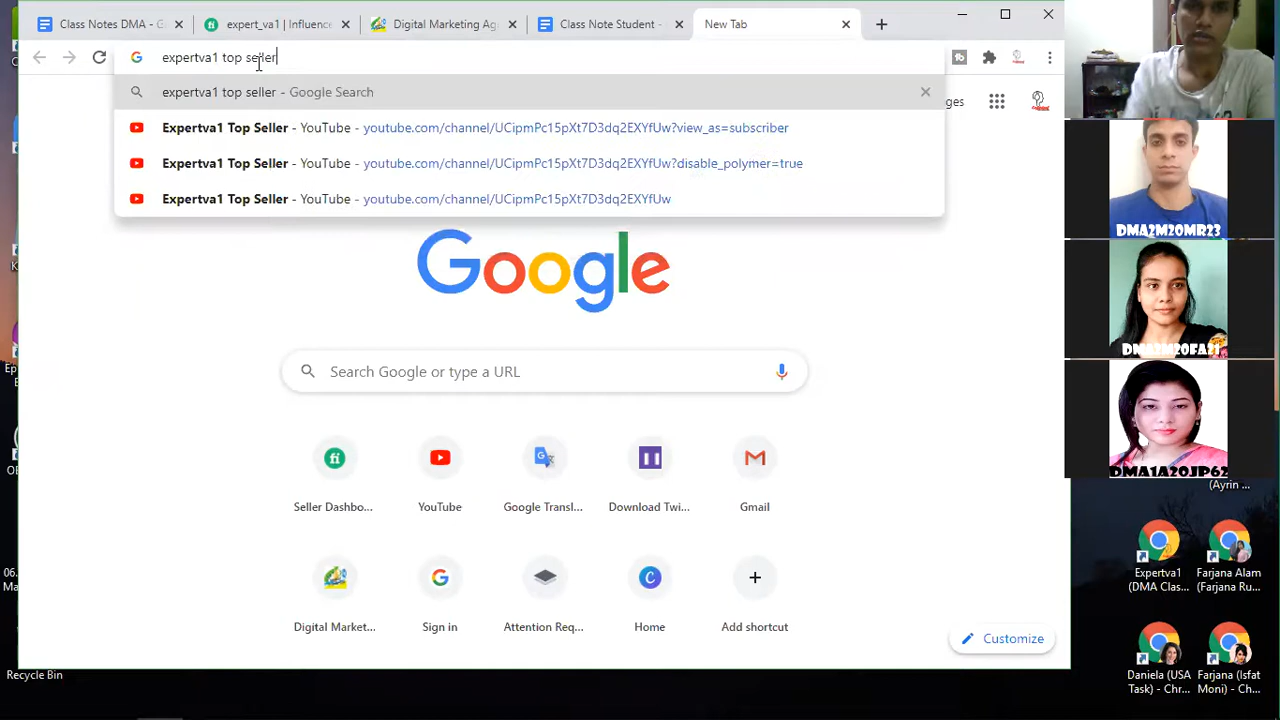 Class Notes DMA - G
expert_va1 | Influence
Digital Marketing Ag
Class Note Student -
New Tab
expertva1 top seller
expertva1 top seller - Google Search
Expertva1 Top Seller - YouTube - youtube.com/channel/UCipmPc15pXt7D3dq2EXYfUw?view_as=subscriber
Expertva1 Top Seller - YouTube - youtube.com/channel/UCipmPc15pXt7D3dq2EXYfUw?disable_polymer=true
Expertva1 Top Seller - YouTube - youtube.com/channel/UCipmPc15pXt7D3dq2EXYfUw
ges
Google
Search Google or type a URL
fi
Seller Dashbo...
YouTube
Google Transl...
Download Twi...
Gmail
Digital Market...
Sign in
Attention Req...
Home
Add shortcut
Customize
DMA2M20MR23
DMA2M20FA21
DMA1A20JP62
(Ayrin ...
Expertva1
(DMA Clas...
Farjana Alam
(Farjana Ru...
Daniela (USA
Task) - Chr...
Farjana (Isfat
Moni) - Ch...
Recycle Bin